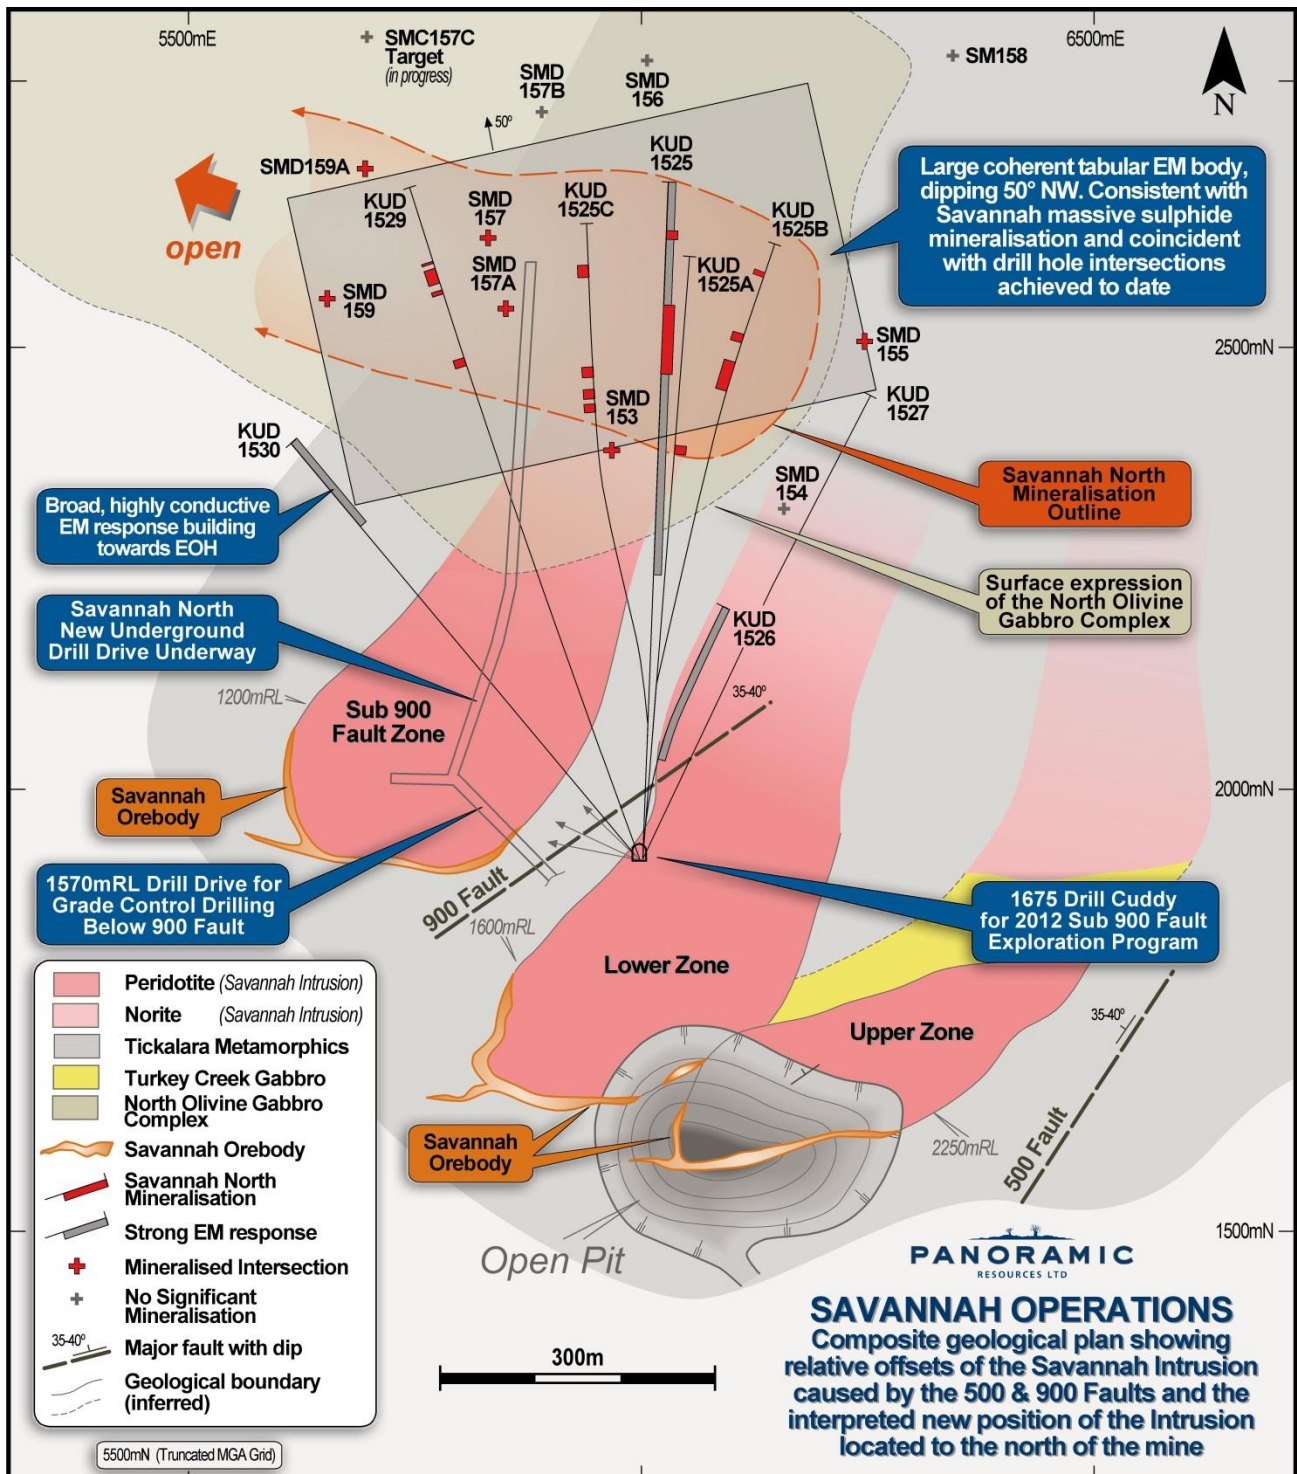 5500mE
6500mE
SMC157C
Target
(in progress)
SMD
157B
SMD
156
SM158
N
50º
KUD
1525
SMD159A
KUD
1529
SMD
157
KUD
1525C
KUD
1525B
open
SMD
157A
KUD
1525A
SMD
159
Large coherent tabular EM body,
dipping 50° NW. Consistent with
Savannah massive sulphide
mineralisation and coincident
with drill hole intersections
achieved to date
SMD
155
2500mN
KUD
1527
SMD
153
KUD
1530
SMD
154
Savannah North
Mineralisation
Outline
Broad, highly conductive
EM response building
towards EOH
Surface expression
of the North Olivine
Gabbro Complex
Savannah North
New Underground
Drill Drive Underway
KUD
1526
1200mRL
35-40º
Sub 900
Fault Zone
Savannah
Orebody
2000mN
1570mRL Drill Drive for
Grade Control Drilling
Below 900 Fault
900 Fault
1600mRL
1675 Drill Cuddy
for 2012 Sub 900 Fault
Exploration Program
Lower Zone
Upper Zone
35-40º
500 Fault
2250mRL
Savannah
Orebody
Open Pit
1500mN
Peridotite (Savannah Intrusion)
Norite (Savannah Intrusion)
Tickalara Metamorphics
Turkey Creek Gabbro
North Olivine Gabbro
Complex
Savannah Orebody
Savannah North
Mineralisation
Strong EM response
Mineralised Intersection
No Significant
Mineralisation
35-40º
Major fault with dip
Geological boundary
(inferred)
5500mN (Truncated MGA Grid)
300m
PANORAMIC
RESOURCES LTD
SAVANNAH OPERATIONS
Composite geological plan showing
relative offsets of the Savannah Intrusion
caused by the 500 & 900 Faults and the
interpreted new position of the Intrusion
located to the north of the mine